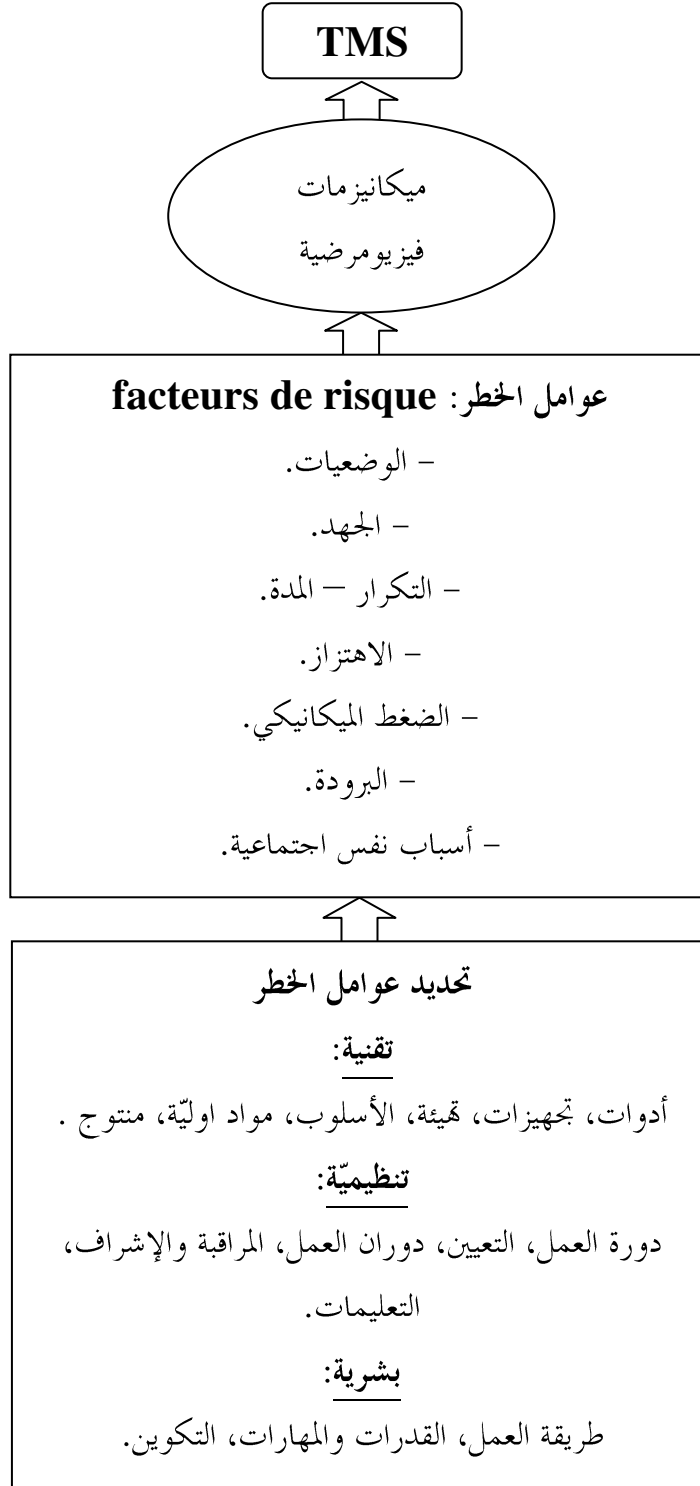 TMS
ميكانيزمات
فيزيومرضية
عوامل الخطر: facteurs de risque
– الوضعيات.
– الجهد.
– التكرار – المدة.
– الاهتزاز.
– الضغط الميكانيكي.
– البرودة.
– أسباب نفس اجتماعية.
تحديد عوامل الخطر
تقنية:
أدوات، تجهيزات، تهيئة، الأسلوب، مواد اوليّة، منتوج .
تنظيميّة:
دورة العمل، التعيين، دوران العمل، المراقبة والإشراف،
التعليمات.
بشرية:
طريقة العمل، القدرات والمهارات، التكوين.